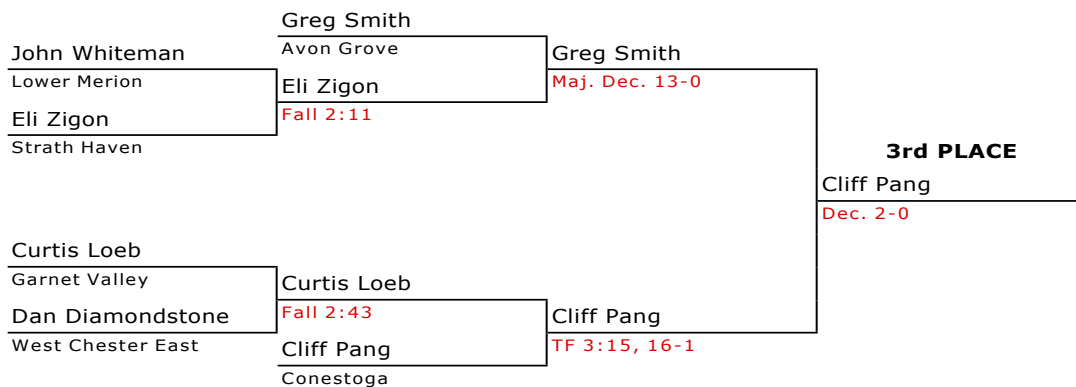 Greg Smith
Avon Grove
John Whiteman
Lower Merion
Greg Smith
Maj. Dec. 13-0
Eli Zigon
Fall 2:11
Eli Zigon
Strath Haven
3rd PLACE
Cliff Pang
Dec. 2-0
Curtis Loeb
Garnet Valley
Curtis Loeb
Fall 2:43
Dan Diamondstone
West Chester East
Cliff Pang
TF 3:15, 16-1
Cliff Pang
Conestoga